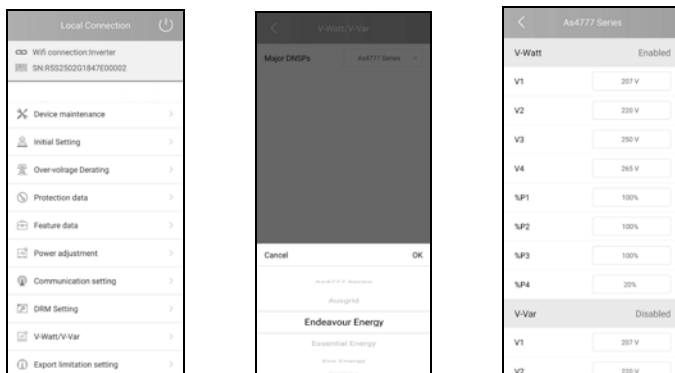 Local Connection
Wifi connection:Inverter
SN:RSS2502G1847E00002
Device maintenance
Initial Setting
Over-volrage Derating
Protection data
Feature data
Power adjustment
Communication setting
DRM Setting
V-Watt/V-Var
Export limitation setting
V-Watt/V-Var
Major DNSPs As4777 Series
Cancel OK
As4777 Series
Ausgrid
Endeavour Energy
Essential Energy
As4777 Series
V-Watt Enabled
V1 207 V
V2 220 V
V3 250 V
V4 265 V
%P1 100%
%P2 100%
%P3 100%
%P4 20%
V-Var Disabled
V1 207 V
V2 220 V